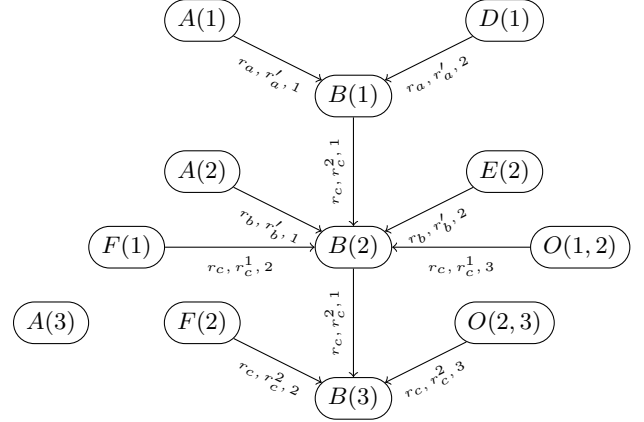 A(1) D(1)
r_a, r'_a, 1 r_a, r'_a, 2
B(1)
r_c, r_c^2, 1
A(2) E(2)
r_b, r'_b, 1 r_b, r'_b, 2
F(1) B(2) O(1, 2)
r_c, r_c^1, 2 r_c, r_c^1, 3
r_c, r_c^2, 1
A(3) F(2) O(2, 3)
r_c, r_c^2, 2 r_c, r_c^2, 3
B(3)